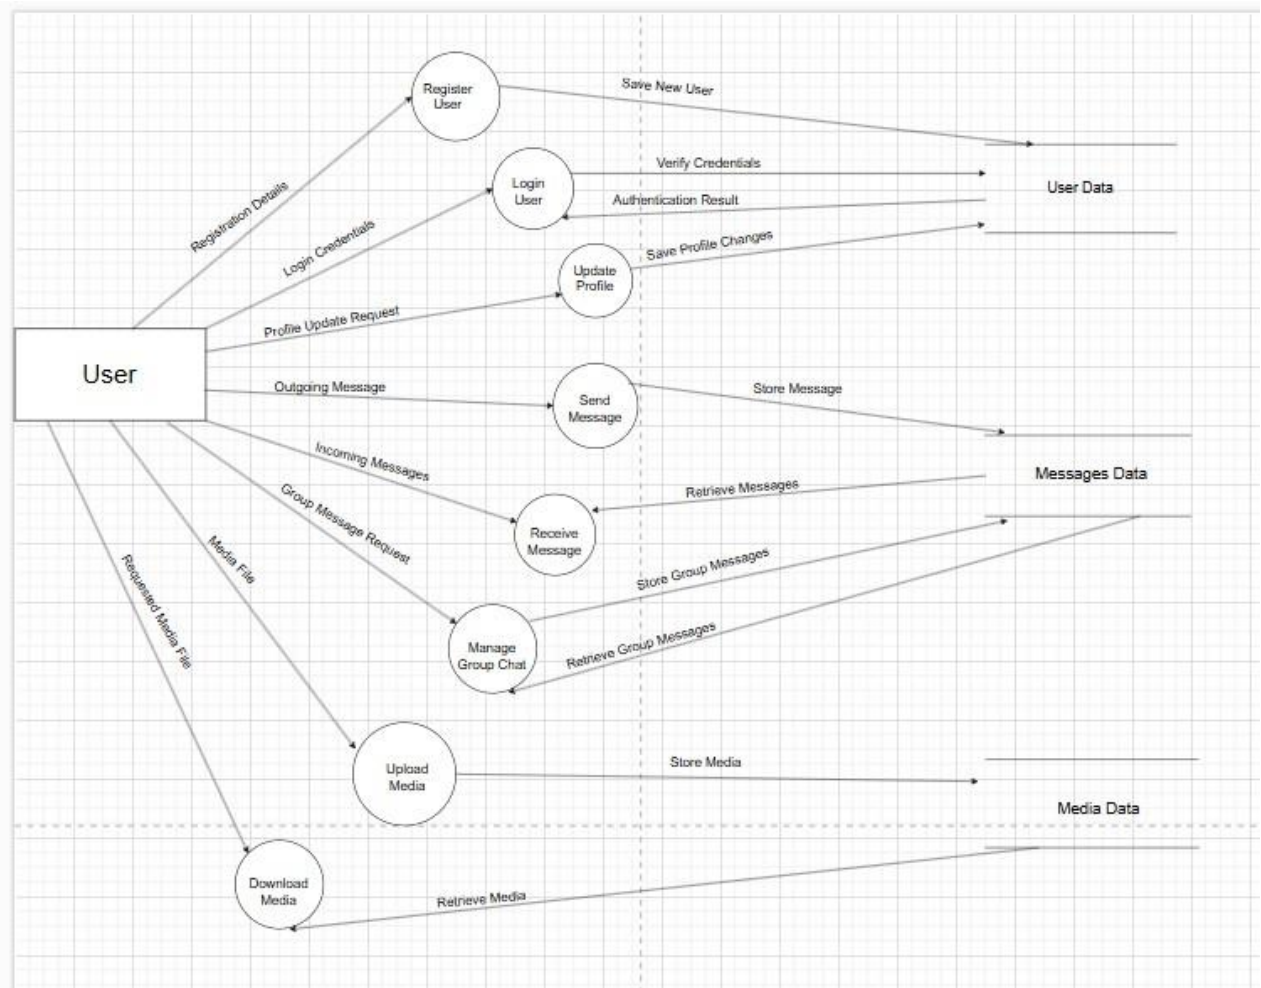 Register
User
Save New User
Verify Credentials
Login
User
User Data
Authentication Result
Registration Details
Login Credentials
Save Profile Changes
Update
Profile
Profile Update Request
User
Outgoing Message
Send
Message
Store Message
Incoming Messages
Messages Data
Retrieve Messages
Group Message Request
Receive
Message
Media File
Requested Media File
Store Group Messages
Retrieve Group Messages
Manage
Group Chat
Upload
Media
Store Media
Media Data
Download
Media
Retrieve Media